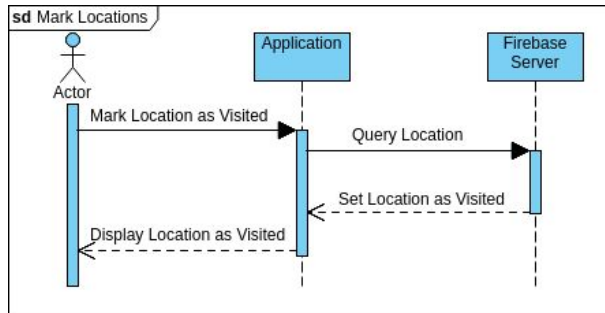 sd Mark Locations
Application
Firebase
Server
Actor
Mark Location as Visited
Query Location
Set Location as Visited
Display Location as Visited